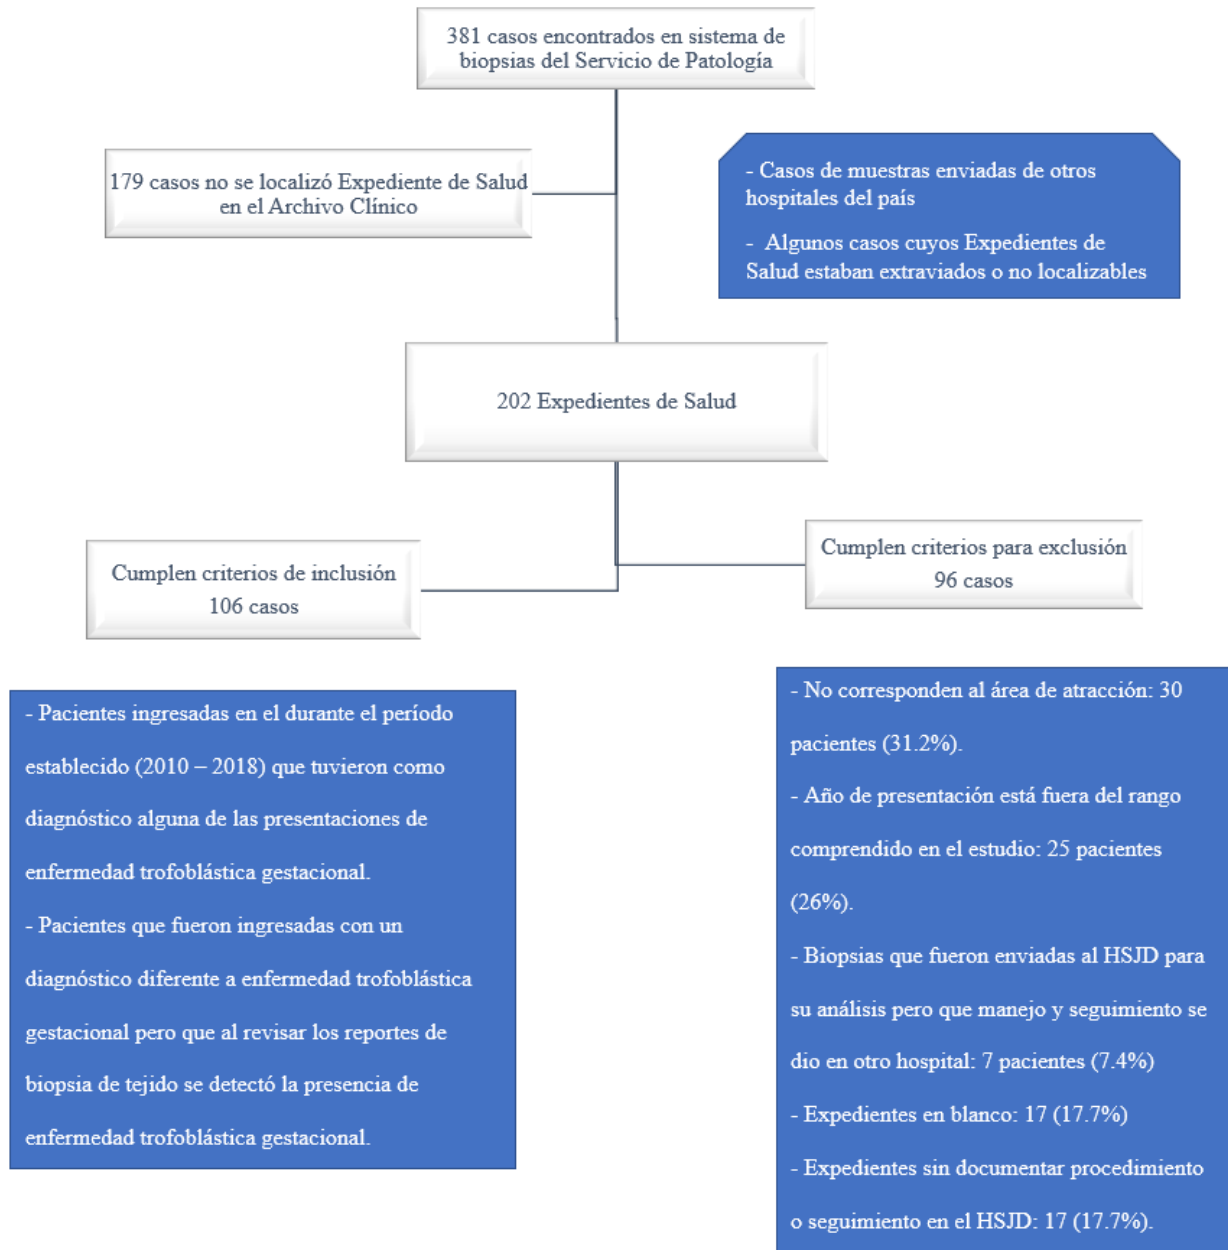 381 casos encontrados en sistema de
biopsias del Servicio de Patología
179 casos no se localizó Expediente de Salud
en el Archivo Clínico
- Casos de muestras enviadas de otros
hospitales del país
- Algunos casos cuyos Expedientes de
Salud estaban extraviados o no localizables
202 Expedientes de Salud
Cumplen criterios de inclusión
106 casos
Cumplen criterios para exclusión
96 casos
- Pacientes ingresadas en el durante el período
establecido (2010 – 2018) que tuvieron como
diagnóstico alguna de las presentaciones de
enfermedad trofoblástica gestacional.
- Pacientes que fueron ingresadas con un
diagnóstico diferente a enfermedad trofoblástica
gestacional pero que al revisar los reportes de
biopsia de tejido se detectó la presencia de
enfermedad trofoblástica gestacional.
- No corresponden al área de atracción: 30
pacientes (31.2%).
- Año de presentación está fuera del rango
comprendido en el estudio: 25 pacientes
(26%).
- Biopsias que fueron enviadas al HSJD para
su análisis pero que manejo y seguimiento se
dio en otro hospital: 7 pacientes (7.4%)
- Expedientes en blanco: 17 (17.7%)
- Expedientes sin documentar procedimiento
o seguimiento en el HSJD: 17 (17.7%).